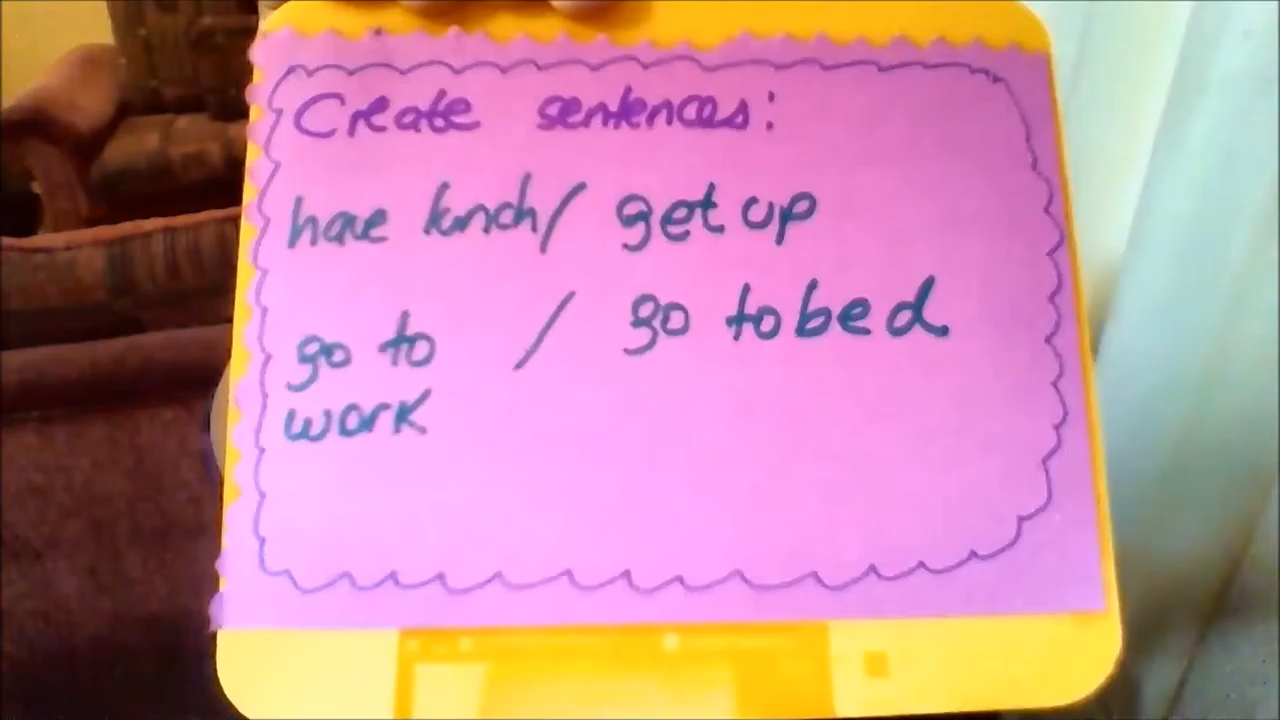 Create sentences:
have lunch/ get up
go to / go to bed
work